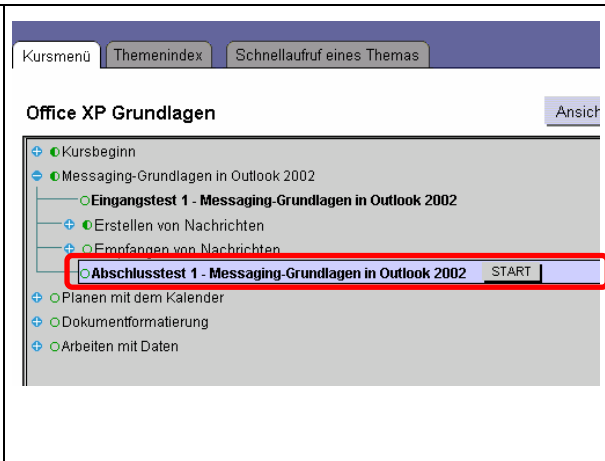 Kursmenü Themenindex Schnellaufruf eines Themas
Office XP Grundlagen Ansich
Kursbeginn
Messaging-Grundlagen in Outlook 2002
Eingangstest 1 - Messaging-Grundlagen in Outlook 2002
Erstellen von Nachrichten
Empfangen von Nachrichten
Abschlusstest 1 - Messaging-Grundlagen in Outlook 2002 START
Planen mit dem Kalender
Dokumentformatierung
Arbeiten mit Daten